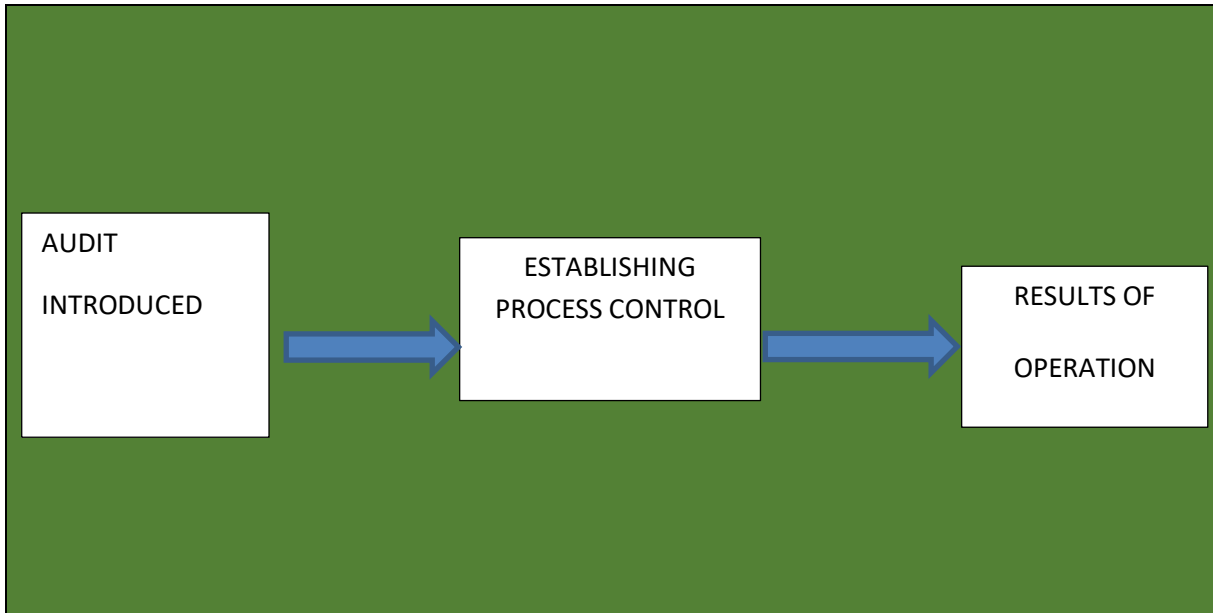 AUDIT
INTRODUCED
ESTABLISHING
PROCESS CONTROL
RESULTS OF
OPERATION